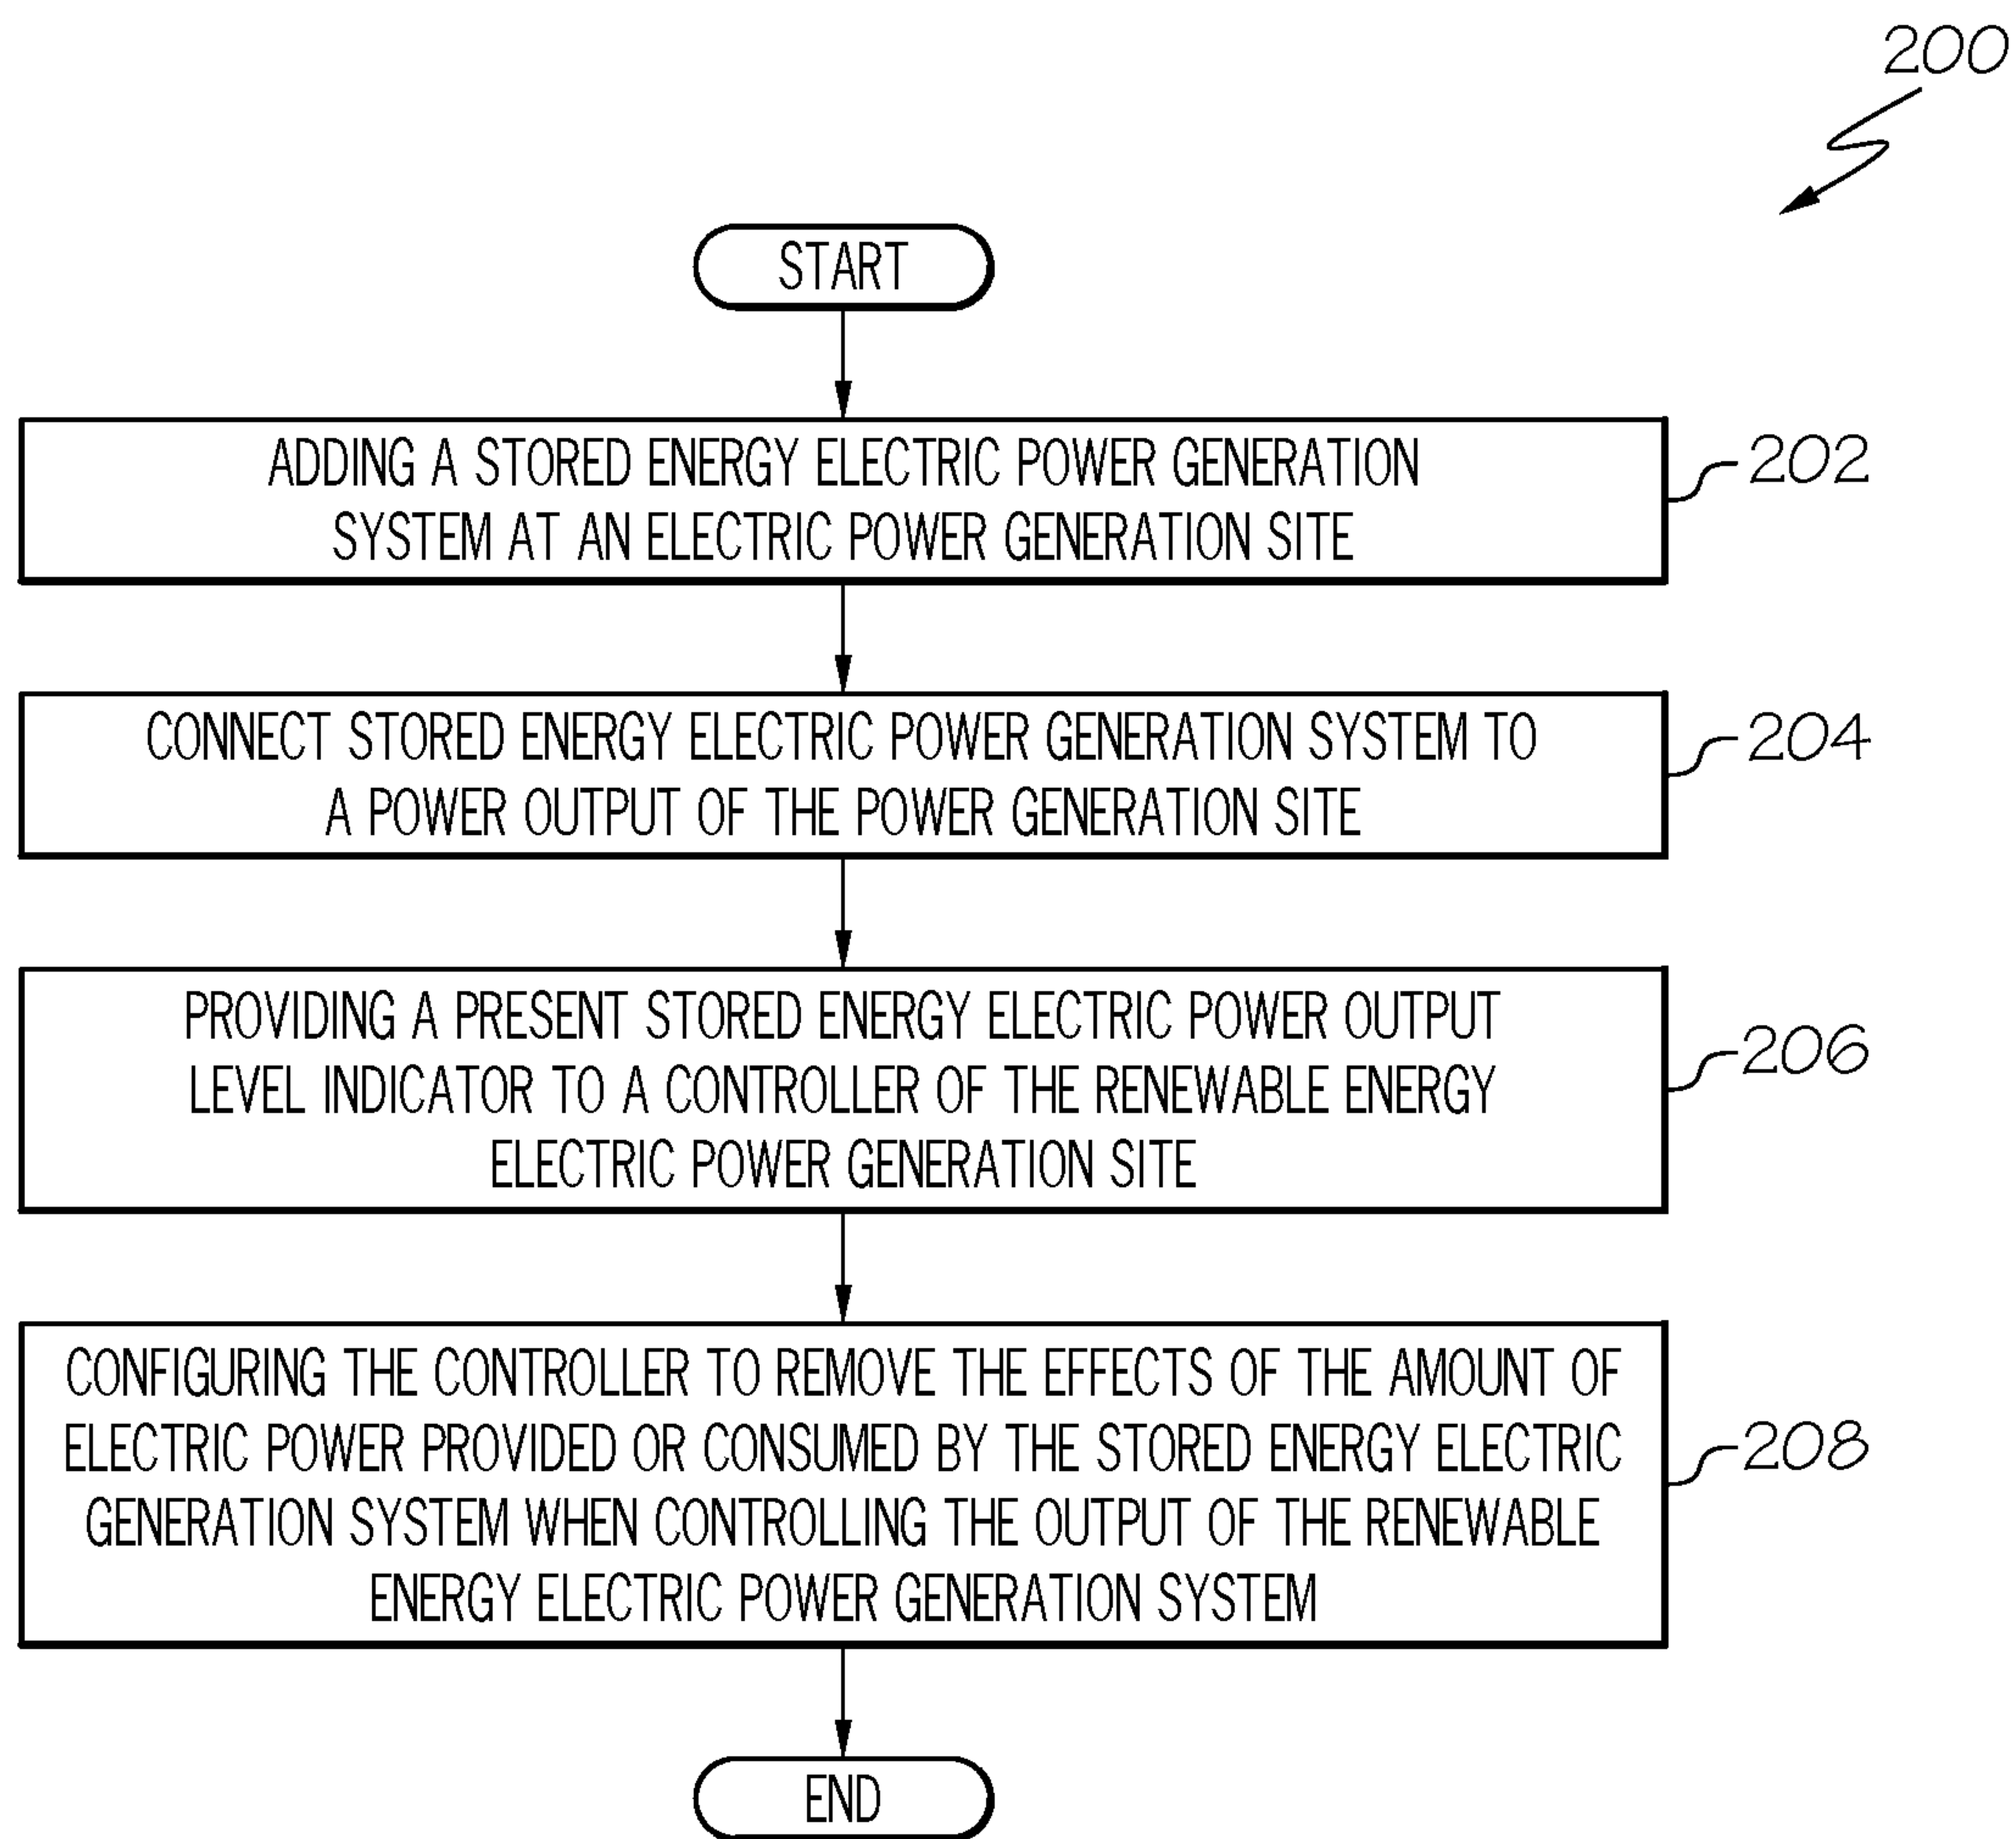 200
START
ADDING A STORED ENERGY ELECTRIC POWER GENERATION
SYSTEM AT AN ELECTRIC POWER GENERATION SITE
202
CONNECT STORED ENERGY ELECTRIC POWER GENERATION SYSTEM TO
A POWER OUTPUT OF THE POWER GENERATION SITE
204
PROVIDING A PRESENT STORED ENERGY ELECTRIC POWER OUTPUT
LEVEL INDICATOR TO A CONTROLLER OF THE RENEWABLE ENERGY
ELECTRIC POWER GENERATION SITE
206
CONFIGURING THE CONTROLLER TO REMOVE THE EFFECTS OF THE AMOUNT OF
ELECTRIC POWER PROVIDED OR CONSUMED BY THE STORED ENERGY ELECTRIC
GENERATION SYSTEM WHEN CONTROLLING THE OUTPUT OF THE RENEWABLE
ENERGY ELECTRIC POWER GENERATION SYSTEM
208
END